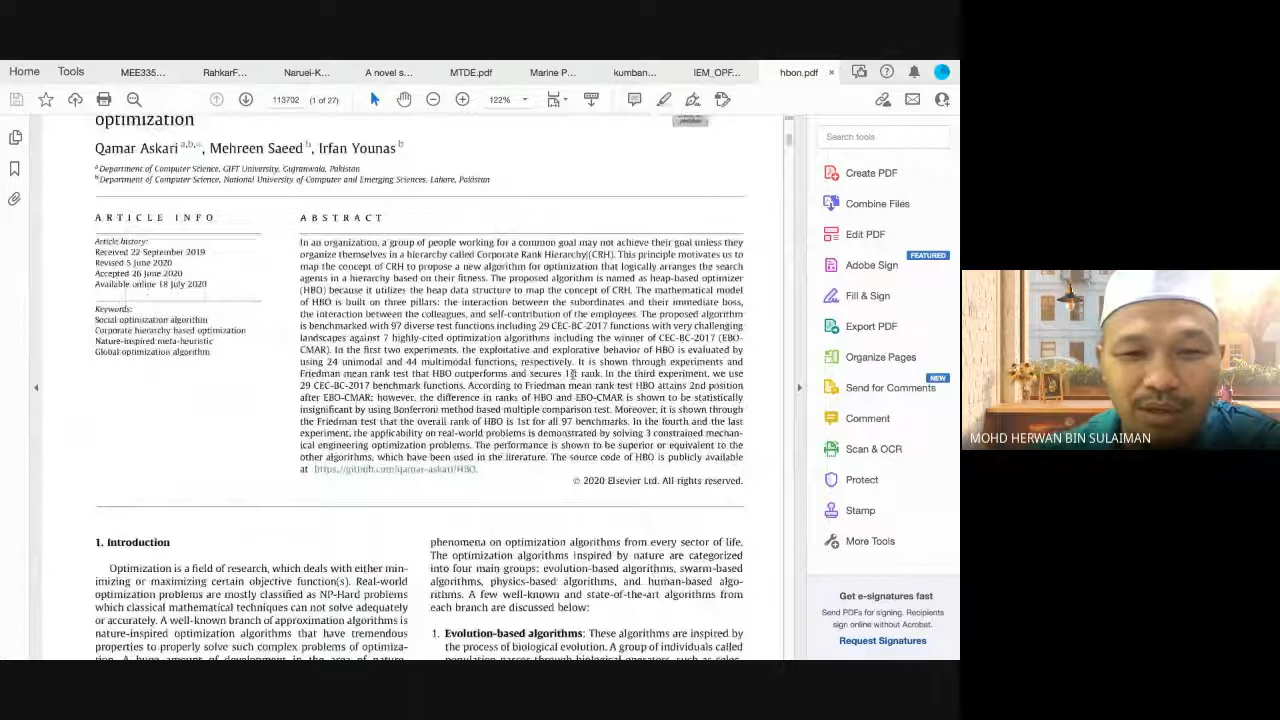 Home Tools MEE335... RahkarF... Naruei-K... A novel s... MTDE.pdf Marine P... kumban... IEM_OPF... hbon.pdf ×
113702 (1 of 27) 122%
optimization
Qamar Askari a,b,*, Mehreen Saeed b, Irfan Younas b
a Department of Computer Science, GIFT University, Gujranwala, Pakistan
b Department of Computer Science, National University of Computer and Emerging Sciences, Lahore, Pakistan
ARTICLE INFO
Article history:
Received 22 September 2019
Revised 5 June 2020
Accepted 26 June 2020
Available online 18 July 2020
Keywords:
Social optimization algorithm
Corporate hierarchy based optimization
Nature-inspired meta-heuristic
Global optimization algorithm
ABSTRACT
In an organization, a group of people working for a common goal may not achieve their goal unless they
organize themselves in a hierarchy called Corporate Rank Hierarchy (CRH). This principle motivates us to
map the concept of CRH to propose a new algorithm for optimization that logically arranges the search
agents in a hierarchy based on their fitness. The proposed algorithm is named as heap-based optimizer
(HBO) because it utilizes the heap data structure to map the concept of CRH. The mathematical model
of HBO is built on three pillars: the interaction between the subordinates and their immediate boss,
the interaction between the colleagues, and self-contribution of the employees. The proposed algorithm
is benchmarked with 97 diverse test functions including 29 CEC-BC-2017 functions with very challenging
landscapes against 7 highly-cited optimization algorithms including the winner of CEC-BC-2017 (EBO-
CMAR). In the first two experiments, the exploitative and explorative behavior of HBO is evaluated by
using 24 unimodal and 44 multimodal functions, respectively. It is shown through experiments and
Friedman mean rank test that HBO outperforms and secures 1st rank. In the third experiment, we use
29 CEC-BC-2017 benchmark functions. According to Friedman mean rank test HBO attains 2nd position
after EBO-CMAR; however, the difference in ranks of HBO and EBO-CMAR is shown to be statistically
insignificant by using Bonferroni method based multiple comparison test. Moreover, it is shown through
the Friedman test that the overall rank of HBO is 1st for all 97 benchmarks. In the fourth and the last
experiment, the applicability on real-world problems is demonstrated by solving 3 constrained mechan-
ical engineering optimization problems. The performance is shown to be superior or equivalent to the
other algorithms, which have been used in the literature. The source code of HBO is publicly available
at https://github.com/qamar-askari/HBO.
© 2020 Elsevier Ltd. All rights reserved.
1. Introduction
Optimization is a field of research, which deals with either min-
imizing or maximizing certain objective function(s). Real-world
optimization problems are mostly classified as NP-Hard problems
which classical mathematical techniques can not solve adequately
or accurately. A well-known branch of approximation algorithms is
nature-inspired optimization algorithms that have tremendous
properties to properly solve such complex problems of optimiza-
tion. A huge amount of development in the area of nature-
phenomena on optimization algorithms from every sector of life.
The optimization algorithms inspired by nature are categorized
into four main groups: evolution-based algorithms, swarm-based
algorithms, physics-based algorithms, and human-based algo-
rithms. A few well-known and state-of-the-art algorithms from
each branch are discussed below:
1. Evolution-based algorithms: These algorithms are inspired by
the process of biological evolution. A group of individuals called
population passes through biological operators, such as selec-
Search tools
Create PDF
Combine Files
Edit PDF
FEATURED
Adobe Sign
Fill & Sign
Export PDF
Organize Pages
NEW
Send for Comments
Comment
Scan & OCR
Protect
Stamp
More Tools
Get e-signatures fast
Send PDFs for signing. Recipients
sign online without Acrobat.
Request Signatures
MOHD HERWAN BIN SULAIMAN